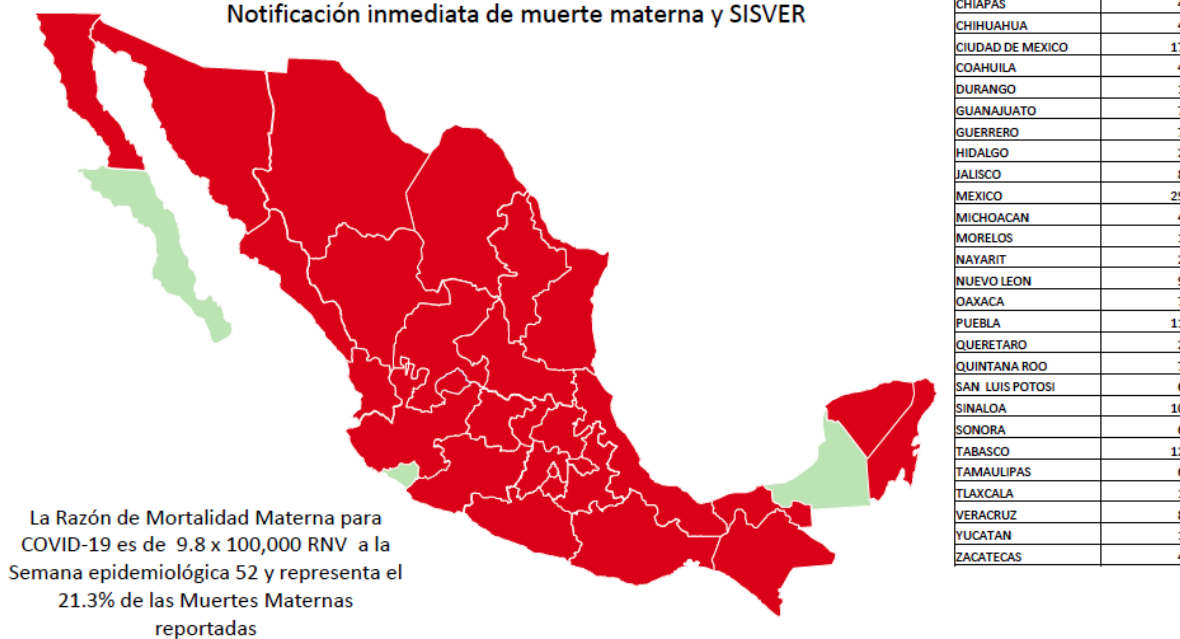 Notificación inmediata de muerte materna y SISVER
La Razón de Mortalidad Materna para
COVID-19 es de 9.8 x 100,000 RNV a la
Semana epidemiológica 52 y representa el
21.3% de las Muertes Maternas
reportadas
CHIAPAS
CHIHUAHUA
CIUDAD DE MEXICO
COAHUILA
DURANGO
GUANAJUATO
GUERRERO
HIDALGO
JALISCO
MEXICO
MICHOACAN
MORELOS
NAYARIT
NUEVO LEON
OAXACA
PUEBLA
QUERETARO
QUINTANA ROO
SAN LUIS POTOSI
SINALOA
SONORA
TABASCO
TAMAULIPAS
TLAXCALA
VERACRUZ
YUCATAN
ZACATECAS